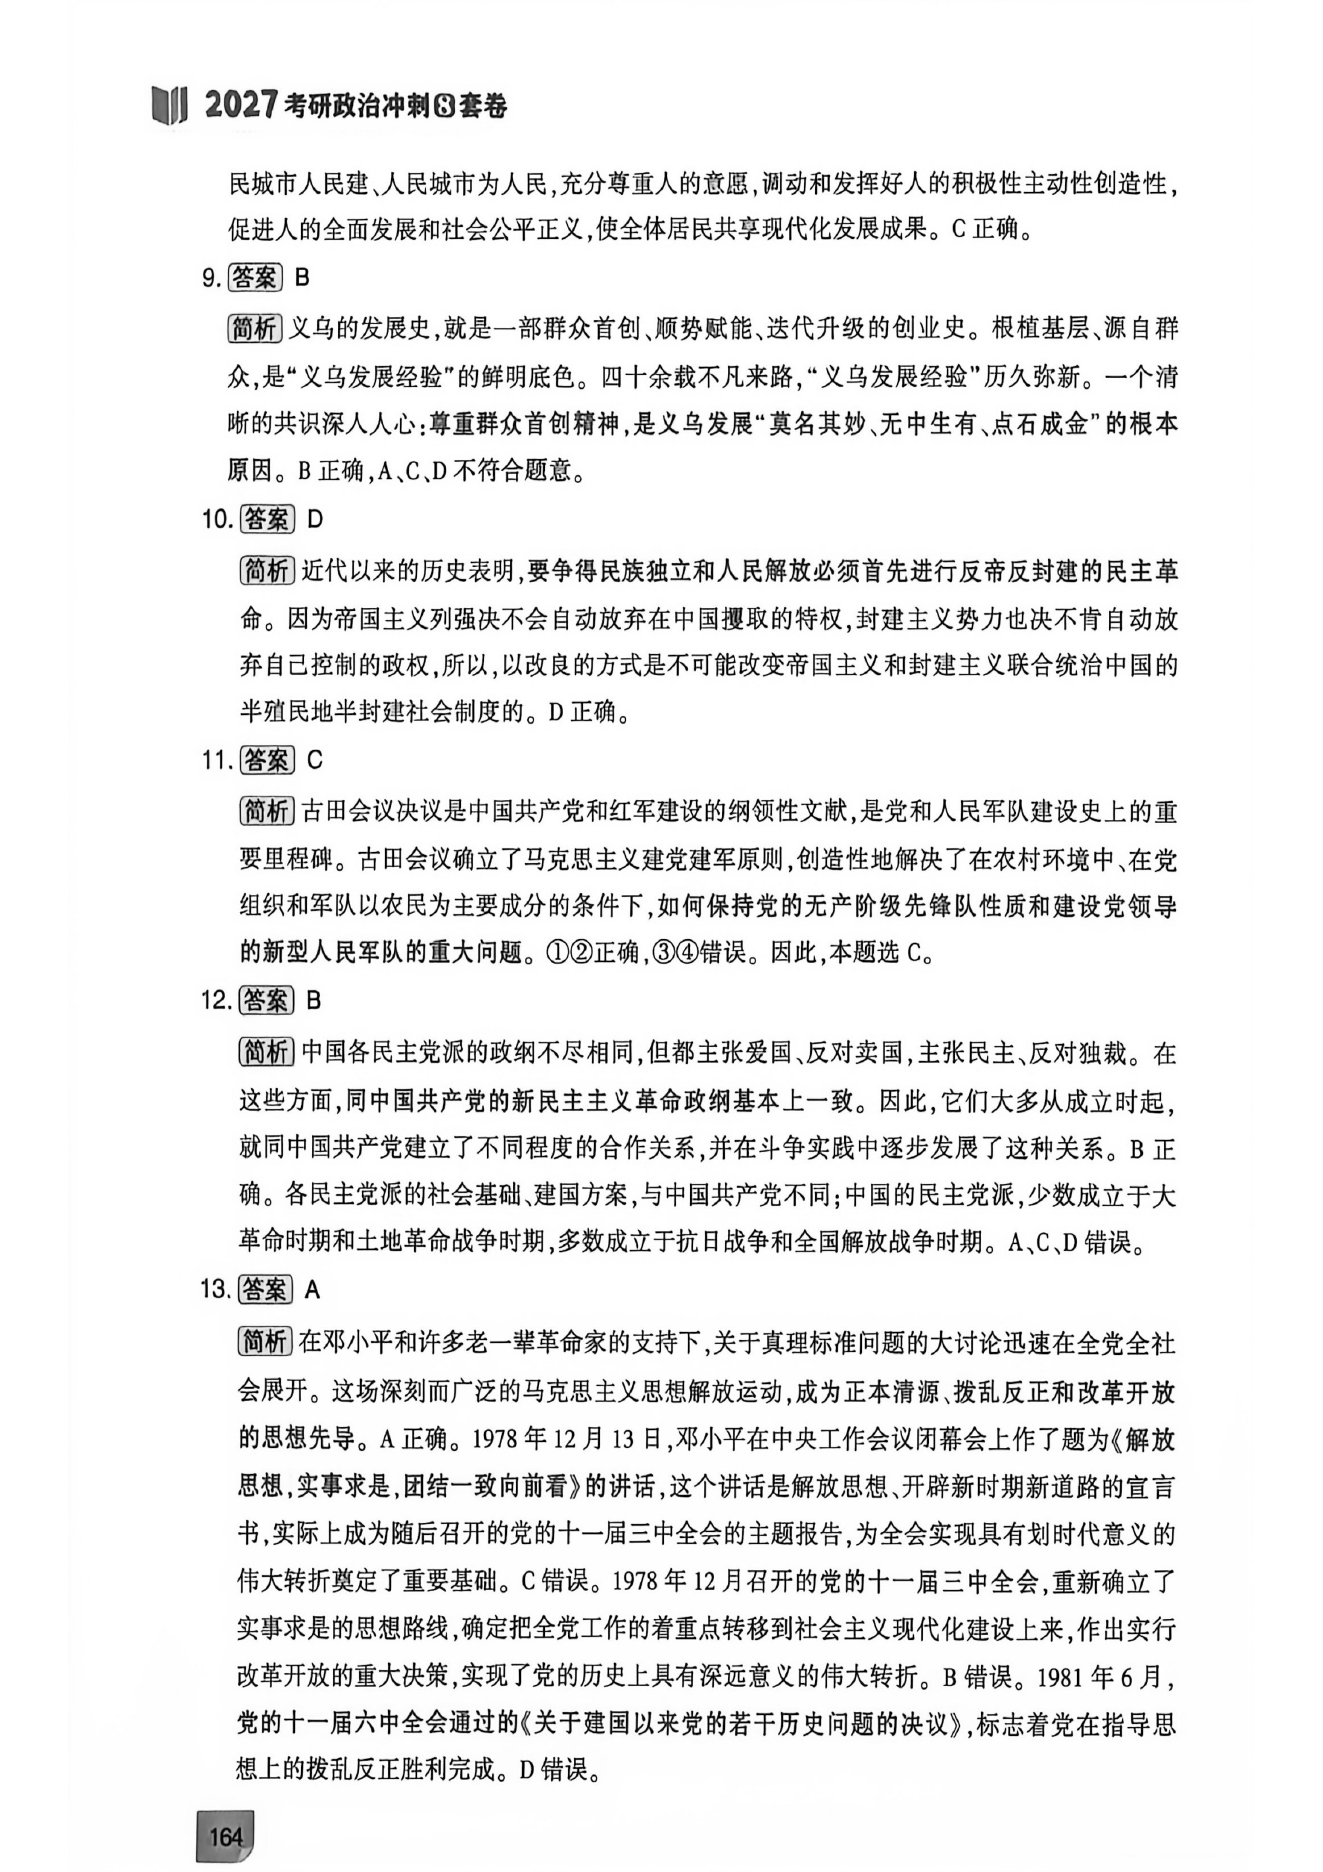 2027考研政治冲刺8套卷
民城市人民建、人民城市为人民,充分尊重人的意愿,调动和发挥好人的积极性主动性创造性,
促进人的全面发展和社会公平正义,使全体居民共享现代化发展成果。C正确。
9. 答案 B
简析 义乌的发展史,就是一部群众首创、顺势赋能、迭代升级的创业史。根植基层、源自群
众,是“义乌发展经验”的鲜明底色。四十余载不凡来路,“义乌发展经验”历久弥新。一个清
晰的共识深入人心:尊重群众首创精神,是义乌发展“莫名其妙、无中生有、点石成金”的根本
原因。B正确,A、C、D不符合题意。
10. 答案 D
简析 近代以来的历史表明,要争得民族独立和人民解放必须首先进行反帝反封建的民主革
命。因为帝国主义列强决不会自动放弃在中国攫取的特权,封建主义势力也决不肯自动放
弃自己控制的政权,所以,以改良的方式是不可能改变帝国主义和封建主义联合统治中国的
半殖民地半封建社会制度的。D正确。
11. 答案 C
简析 古田会议决议是中国共产党和红军建设的纲领性文献,是党和人民军队建设史上的重
要里程碑。古田会议确立了马克思主义建党建军原则,创造性地解决了在农村环境中、在党
组织和军队以农民为主要成分的条件下,如何保持党的无产阶级先锋队性质和建设党领导
的新型人民军队的重大问题。①②正确,③④错误。因此,本题选C。
12. 答案 B
简析 中国各民主党派的政纲不尽相同,但都主张爱国、反对卖国,主张民主、反对独裁。在
这些方面,同中国共产党的新民主主义革命政纲基本上一致。因此,它们大多从成立时起,
就同中国共产党建立了不同程度的合作关系,并在斗争实践中逐步发展了这种关系。B正
确。各民主党派的社会基础、建国方案,与中国共产党不同;中国的民主党派,少数成立于大
革命时期和土地革命战争时期,多数成立于抗日战争和全国解放战争时期。A、C、D错误。
13. 答案 A
简析 在邓小平和许多老一辈革命家的支持下,关于真理标准问题的大讨论迅速在全党全社
会展开。这场深刻而广泛的马克思主义思想解放运动,成为正本清源、拨乱反正和改革开放
的思想先导。A正确。1978年12月13日,邓小平在中央工作会议闭幕会上作了题为《解放
思想,实事求是,团结一致向前看》的讲话,这个讲话是解放思想、开辟新时期新道路的宣言
书,实际上成为随后召开的党的十一届三中全会的主题报告,为全会实现具有划时代意义的
伟大转折奠定了重要基础。C错误。1978年12月召开的党的十一届三中全会,重新确立了
实事求是的思想路线,确定把全党工作的着重点转移到社会主义现代化建设上来,作出实行
改革开放的重大决策,实现了党的历史上具有深远意义的伟大转折。B错误。1981年6月,
党的十一届六中全会通过的《关于建国以来党的若干历史问题的决议》,标志着党在指导思
想上的拨乱反正胜利完成。D错误。
164